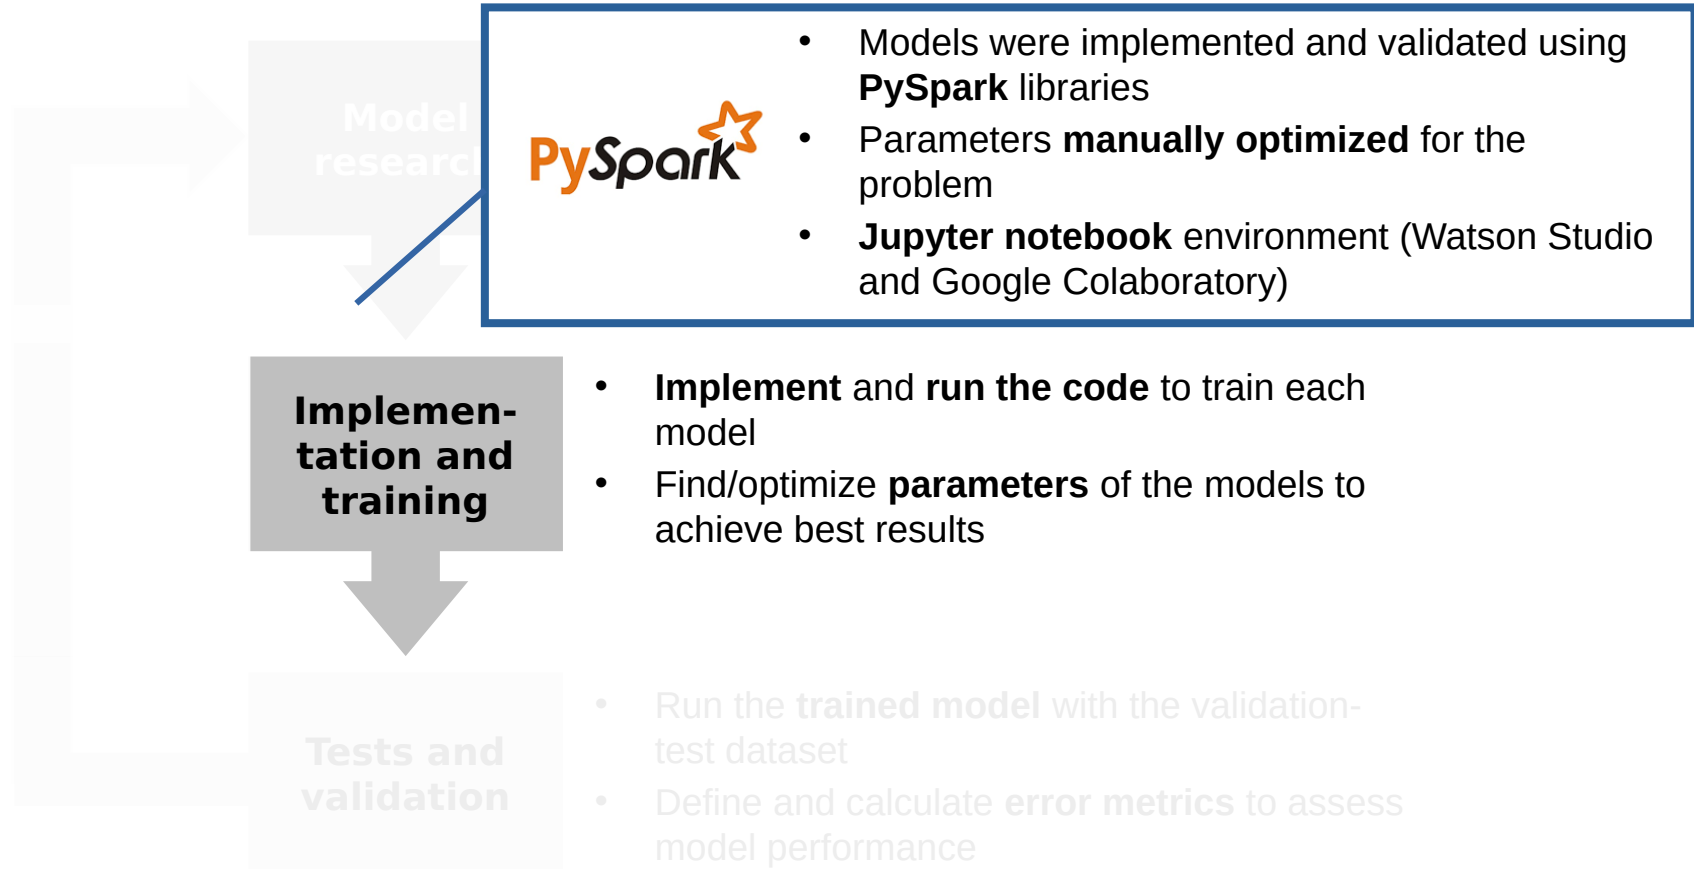 Model
research
PySpark
• Models were implemented and validated using
PySpark libraries
• Parameters manually optimized for the
problem
• Jupyter notebook environment (Watson Studio
and Google Colaboratory)
Implemen-
tation and
training
• Implement and run the code to train each
model
• Find/optimize parameters of the models to
achieve best results
Tests and
validation
• Run the trained model with the validation-
test dataset
• Define and calculate error metrics to assess
model performance